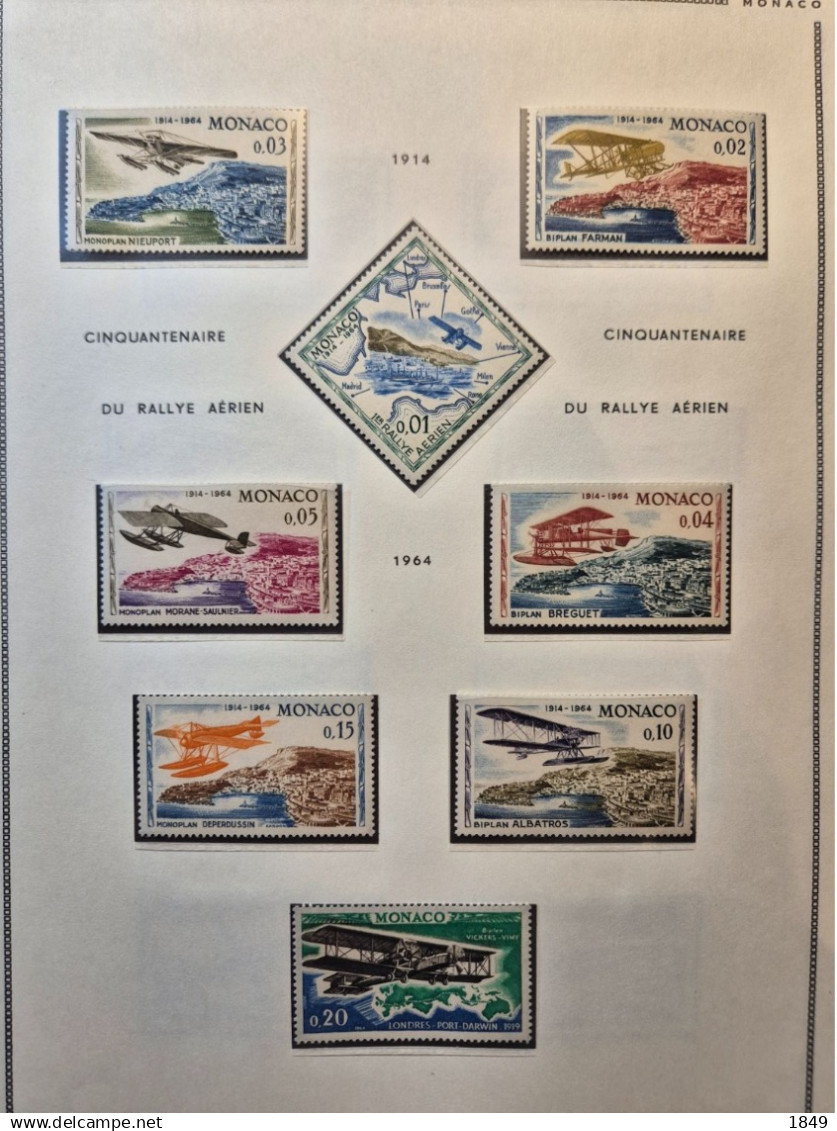 MONACO
1914-1964 MONACO
0,03
MONOPLAN NIEUPORT
1914
1914-1964 MONACO
0,02
BIPLAN FARMAN
CINQUANTENAIRE
DU RALLYE AÉRIEN
Londres
Bruxelles
Paris
Gotha
Vienne
Milan
Rome
Madrid
MONACO
1914-1964
0,01
1er RALLYE AÉRIEN
CINQUANTENAIRE
DU RALLYE AÉRIEN
1914-1964 MONACO
0,05
MONOPLAN MORANE-SAULNIER
1964
1914-1964 MONACO
0,04
BIPLAN BREGUET
1914-1964 MONACO
0,15
MONOPLAN DEPERDUSSIN
1914-1964 MONACO
0,10
BIPLAN ALBATROS
MONACO
Biplan
VICKERS-VIMY
0,20
LONDRES-PORT-DARWIN 1919
©delcampe.net
ID 1849